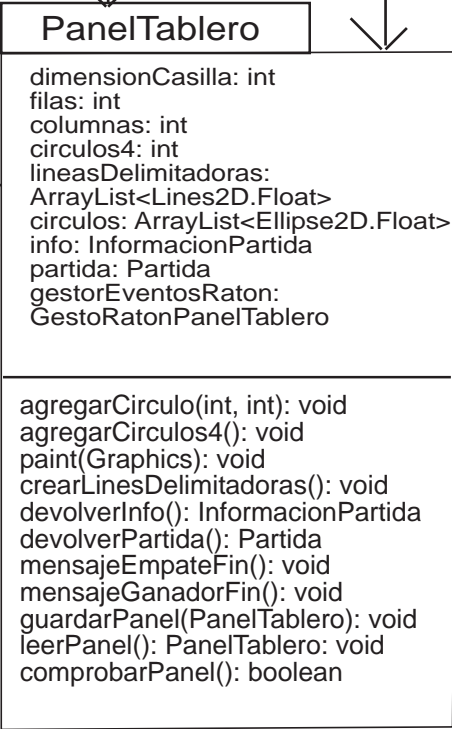 PanelTablero
dimensionCasilla: int
filas: int
columnas: int
circulos4: int
lineasDelimitadoras:
ArrayList<Lines2D.Float>
circulos: ArrayList<Ellipse2D.Float>
info: InformacionPartida
partida: Partida
gestorEventosRaton:
GestoRatonPanelTablero
agregarCirculo(int, int): void
agregarCirculos4(): void
paint(Graphics): void
crearLinesDelimitadoras(): void
devolverInfo(): InformacionPartida
devolverPartida(): Partida
mensajeEmpateFin(): void
mensajeGanadorFin(): void
guardarPanel(PanelTablero): void
leerPanel(): PanelTablero: void
comprobarPanel(): boolean